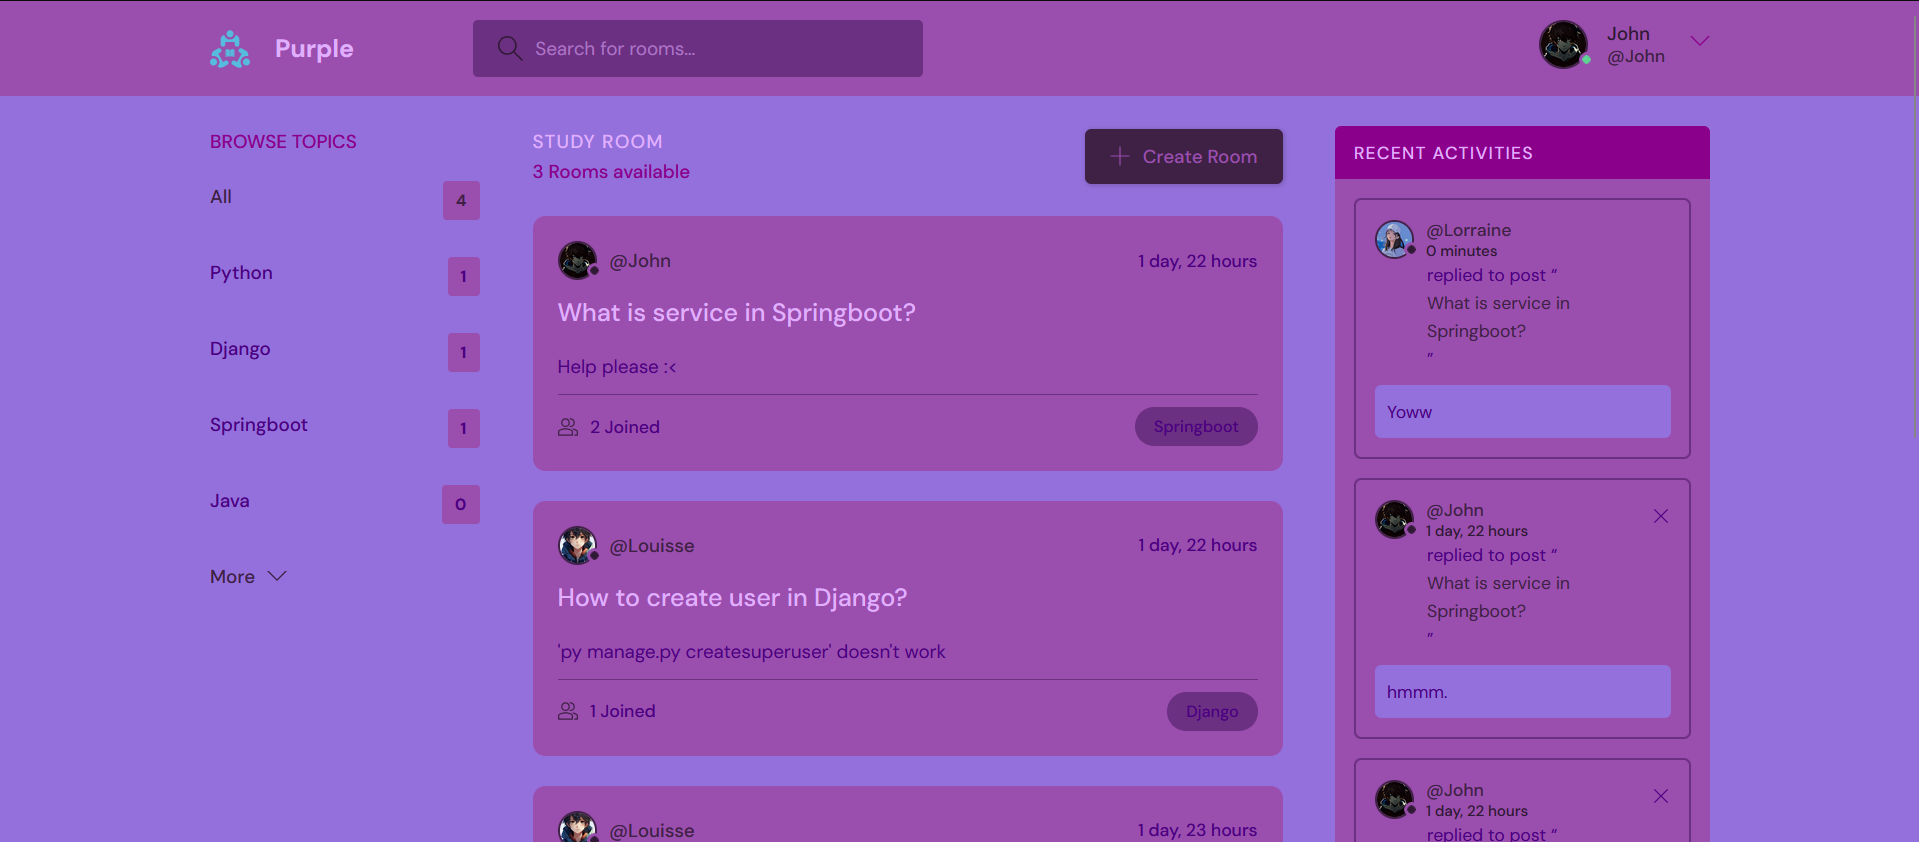 Purple
Search for rooms...
John
@John
BROWSE TOPICS
All
4
Python
1
Django
1
Springboot
1
Java
0
More
STUDY ROOM
3 Rooms available
Create Room
@John
1 day, 22 hours
What is service in Springboot?
Help please :<
2 Joined
Springboot
@Louisse
1 day, 22 hours
How to create user in Django?
'py manage.py createsuperuser' doesn't work
1 Joined
Django
@Louisse
1 day, 23 hours
RECENT ACTIVITIES
@Lorraine
0 minutes
replied to post “
What is service in
Springboot?
”
Yoww
@John
1 day, 22 hours
replied to post “
What is service in
Springboot?
”
hmmm.
@John
1 day, 22 hours
replied to post “